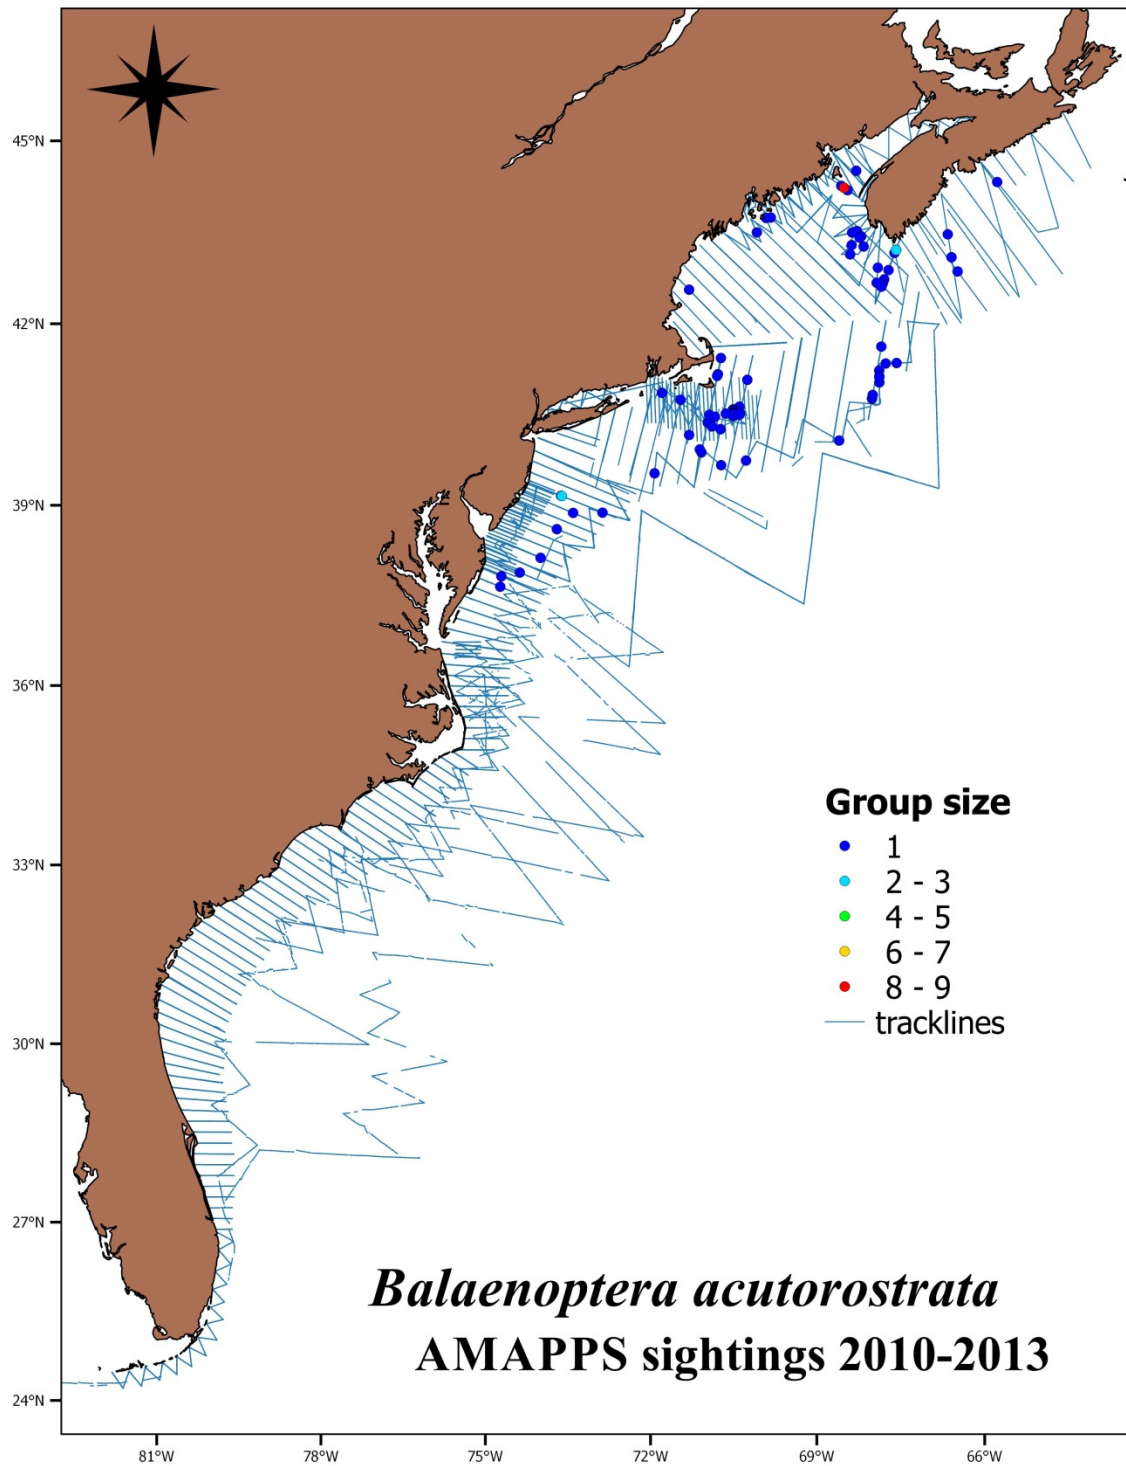 45°N
42°N
39°N
36°N
33°N
30°N
27°N
24°N
Group size
1
2 - 3
4 - 5
6 - 7
8 - 9
tracklines
Balaenoptera acutorostrata
AMAPPS sightings 2010-2013
81°W 78°W 75°W 72°W 69°W 66°W